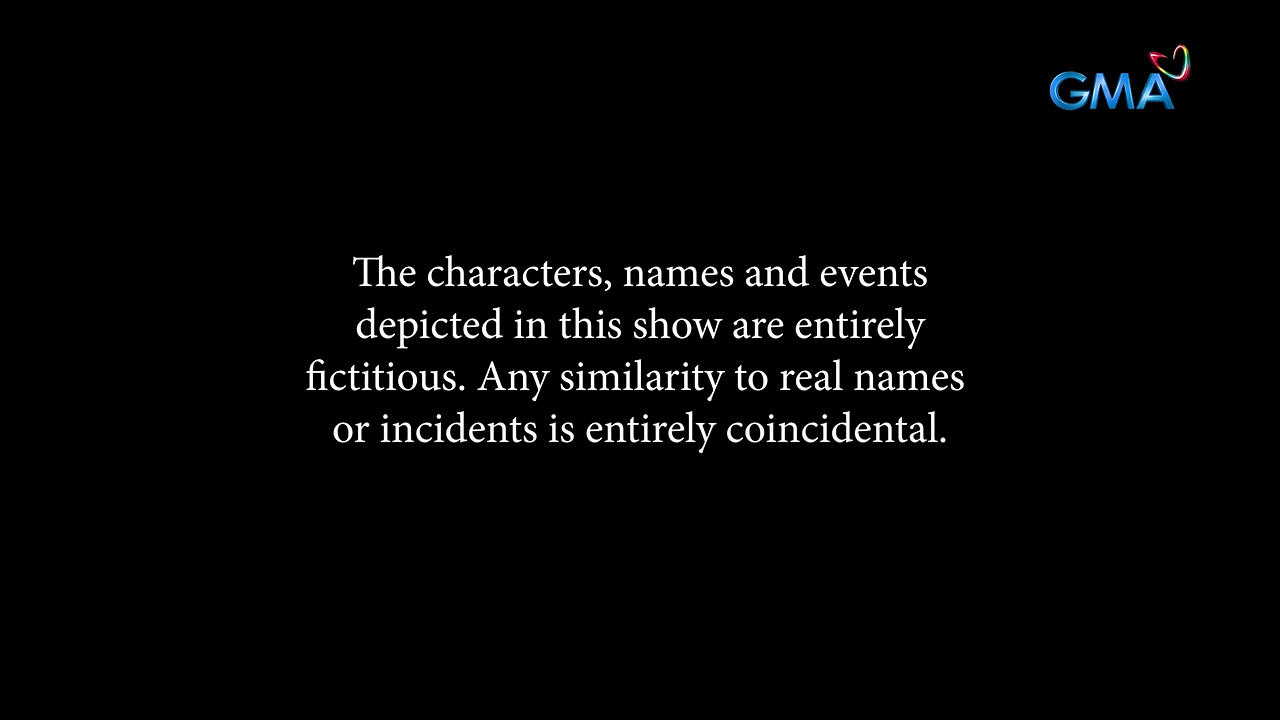 GMA
The characters, names and events
depicted in this show are entirely
fictitious. Any similarity to real names
or incidents is entirely coincidental.